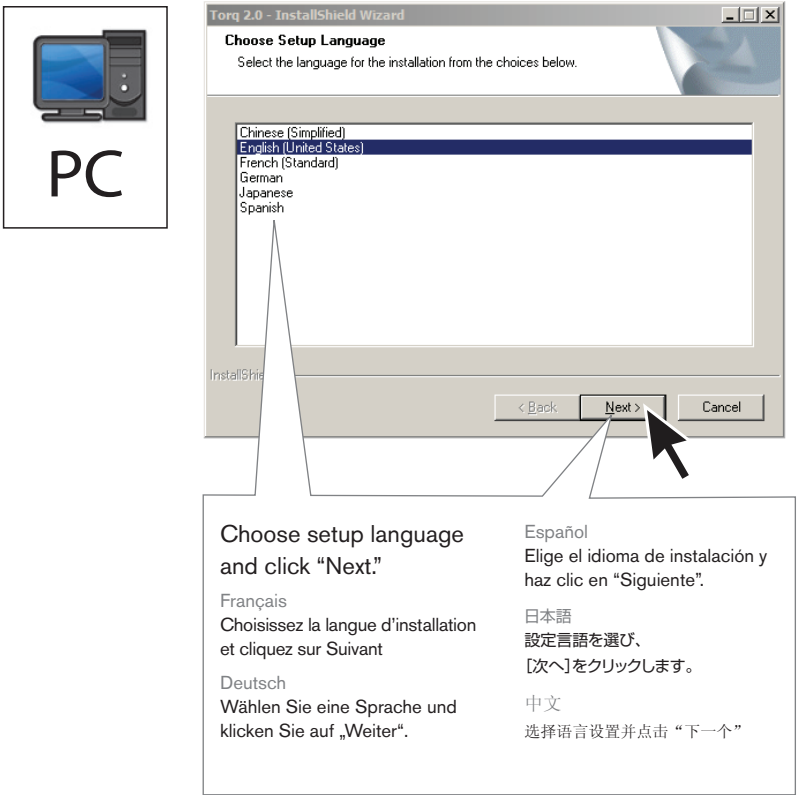 PC
Torq 2.0 - InstallShield Wizard
Choose Setup Language
Select the language for the installation from the choices below.
Chinese (Simplified)
English (United States)
French (Standard)
German
Japanese
Spanish
InstallShie
< Back
Next >
Cancel
Choose setup language
and click “Next.”
Français
Choisissez la langue d’installation
et cliquez sur Suivant
Deutsch
Wählen Sie eine Sprache und
klicken Sie auf „Weiter“.
Español
Elige el idioma de instalación y
haz clic en “Siguiente”.
日本語
設定言語を選び、
［次へ］をクリックします。
中文
选择语言设置并点击“下一个”